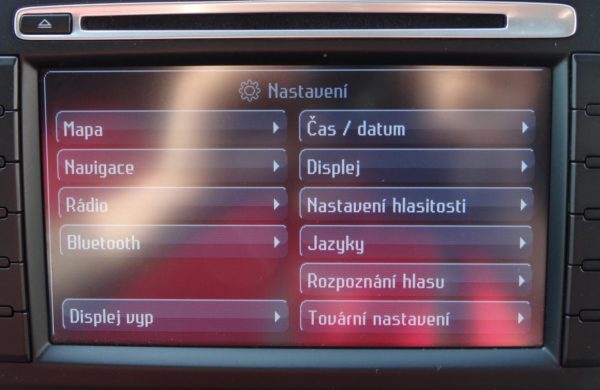 Nastavení
Mapa
Navigace
Rádio
Bluetooth
Displej vyp
Čas / datum
Displej
Nastavení hlasitosti
Jazyky
Rozpoznání hlasu
Tovární nastavení